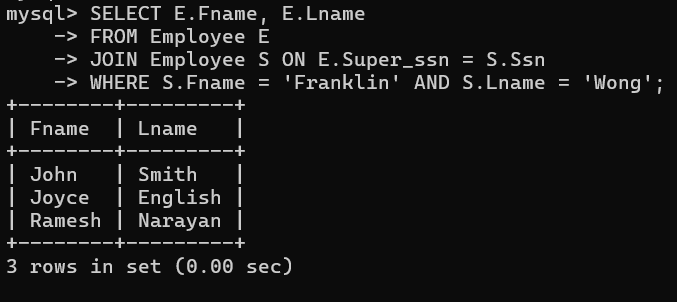 mysql> SELECT E.Fname, E.Lname
    -> FROM Employee E
    -> JOIN Employee S ON E.Super_ssn = S.Ssn
    -> WHERE S.Fname = 'Franklin' AND S.Lname = 'Wong';
+--------+---------+
| Fname  | Lname   |
+--------+---------+
| John   | Smith   |
| Joyce  | English |
| Ramesh | Narayan |
+--------+---------+
3 rows in set (0.00 sec)